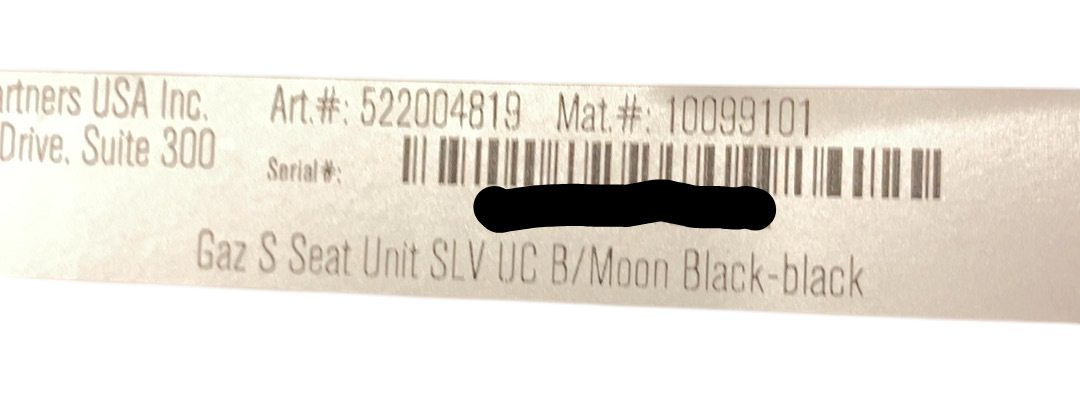 artners USA Inc. Art.#: 522004819 Mat.#: 10099101
Drive, Suite 300
Serial#:
Gaz S Seat Unit SLV UC B/Moon Black-black